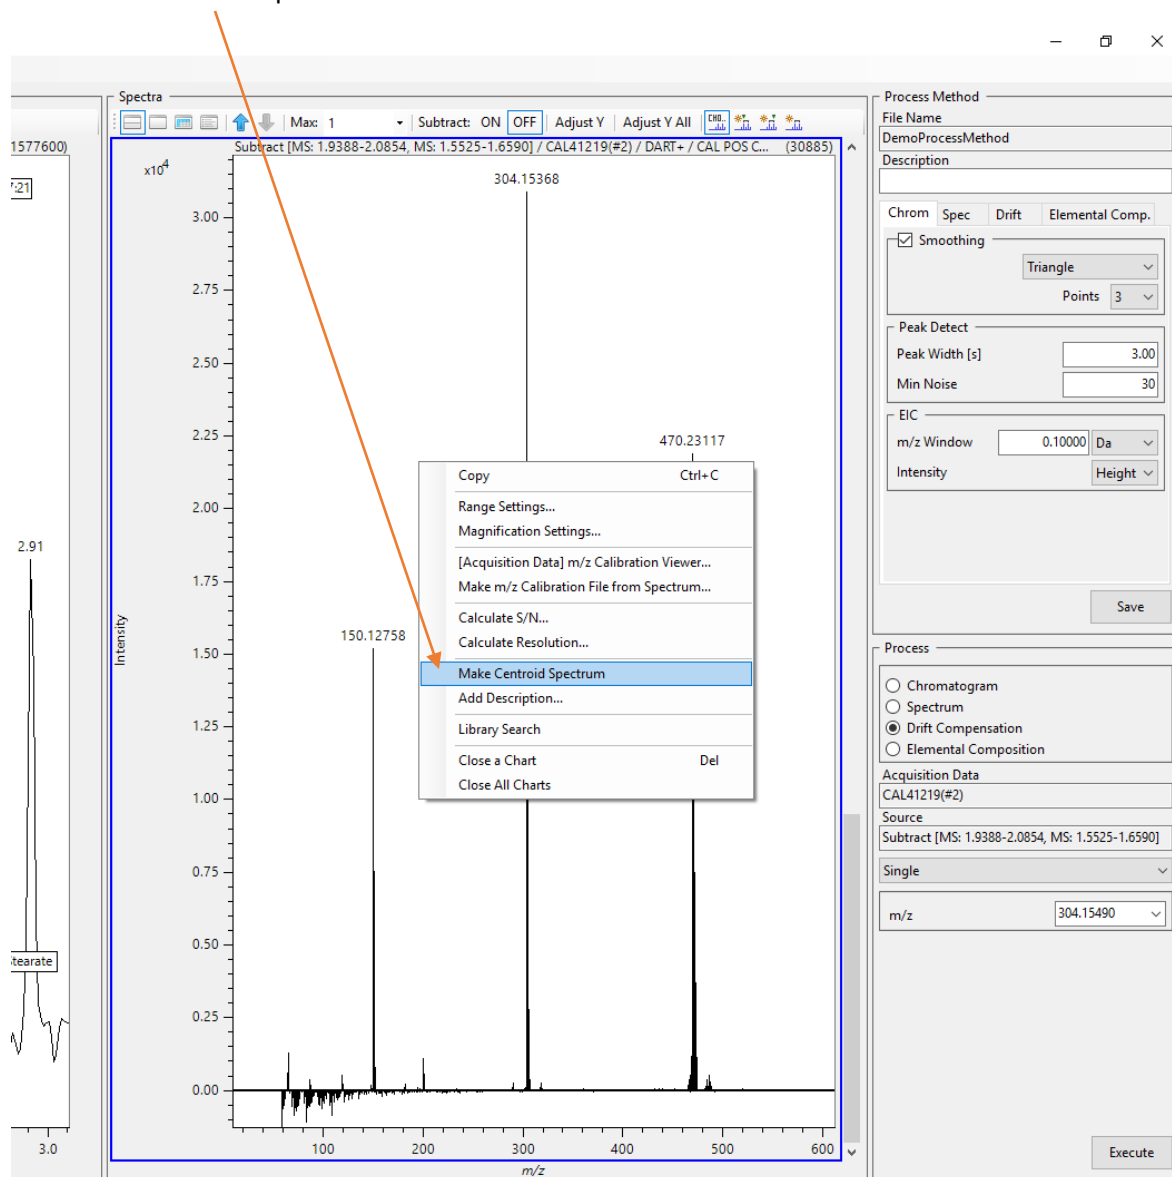 Spectra
Max: 1
Subtract: ON OFF
Adjust Y
Adjust Y All
1577600)
7:21
2.91
Stearate
3.0
Subtract [MS: 1.9388-2.0854, MS: 1.5525-1.6590] / CAL41219(#2) / DART+ / CAL POS C... (30885)
x10⁴
304.15368
3.00
2.75
2.50
2.25
470.23117
2.00
1.75
150.12758
1.50
1.25
1.00
0.75
0.50
0.25
0.00
Intensity
100 200 300 400 500 600
m/z
Copy Ctrl+C
Range Settings...
Magnification Settings...
[Acquisition Data] m/z Calibration Viewer...
Make m/z Calibration File from Spectrum...
Calculate S/N...
Calculate Resolution...
Make Centroid Spectrum
Add Description...
Library Search
Close a Chart Del
Close All Charts
Process Method
File Name
DemoProcessMethod
Description
Chrom Spec Drift Elemental Comp.
Smoothing
Triangle
Points 3
Peak Detect
Peak Width [s] 3.00
Min Noise 30
EIC
m/z Window 0.10000 Da
Intensity Height
Save
Process
Chromatogram
Spectrum
Drift Compensation
Elemental Composition
Acquisition Data
CAL41219(#2)
Source
Subtract [MS: 1.9388-2.0854, MS: 1.5525-1.6590]
Single
m/z 304.15490
Execute